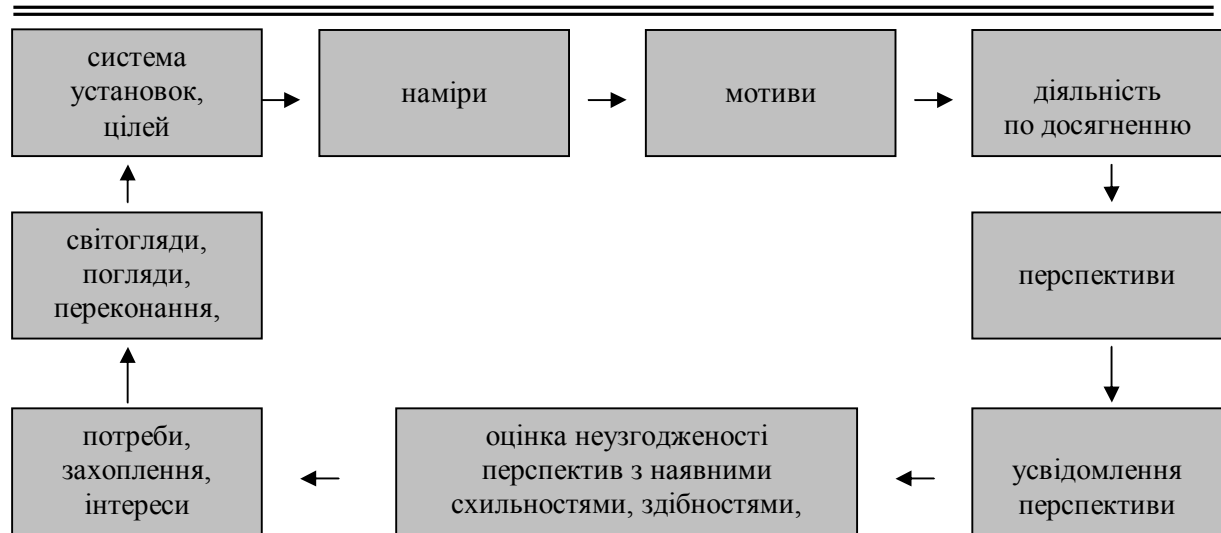 система
установок,
цілей
наміри
мотиви
діяльність
по досягненню
світогляди,
погляди,
переконання,
перспективи
потреби,
захоплення,
інтереси
оцінка неузгодженості
перспектив з наявними
схильностями, здібностями,
усвідомлення
перспективи